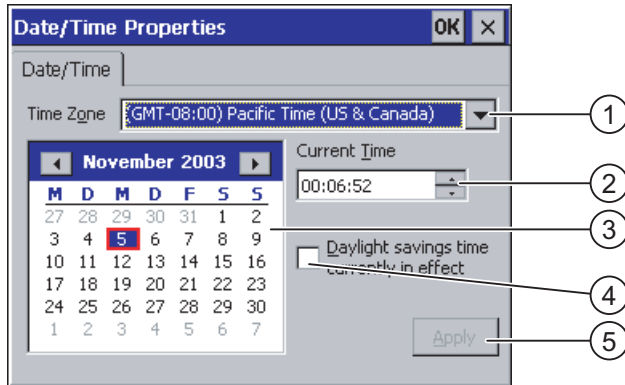 Date/Time Properties OK ×
Date/Time
Time Zone (GMT-08:00) Pacific Time (US & Canada) 1
November 2003 Current Time
00:06:52 2
M D M D F S S
27 28 29 30 31 1 2
3 4 5 6 7 8 9 3
10 11 12 13 14 15 16 Daylight savings time
currently in effect
17 18 19 20 21 22 23
24 25 26 27 28 29 30 4
1 2 3 4 5 6 7 Apply 5